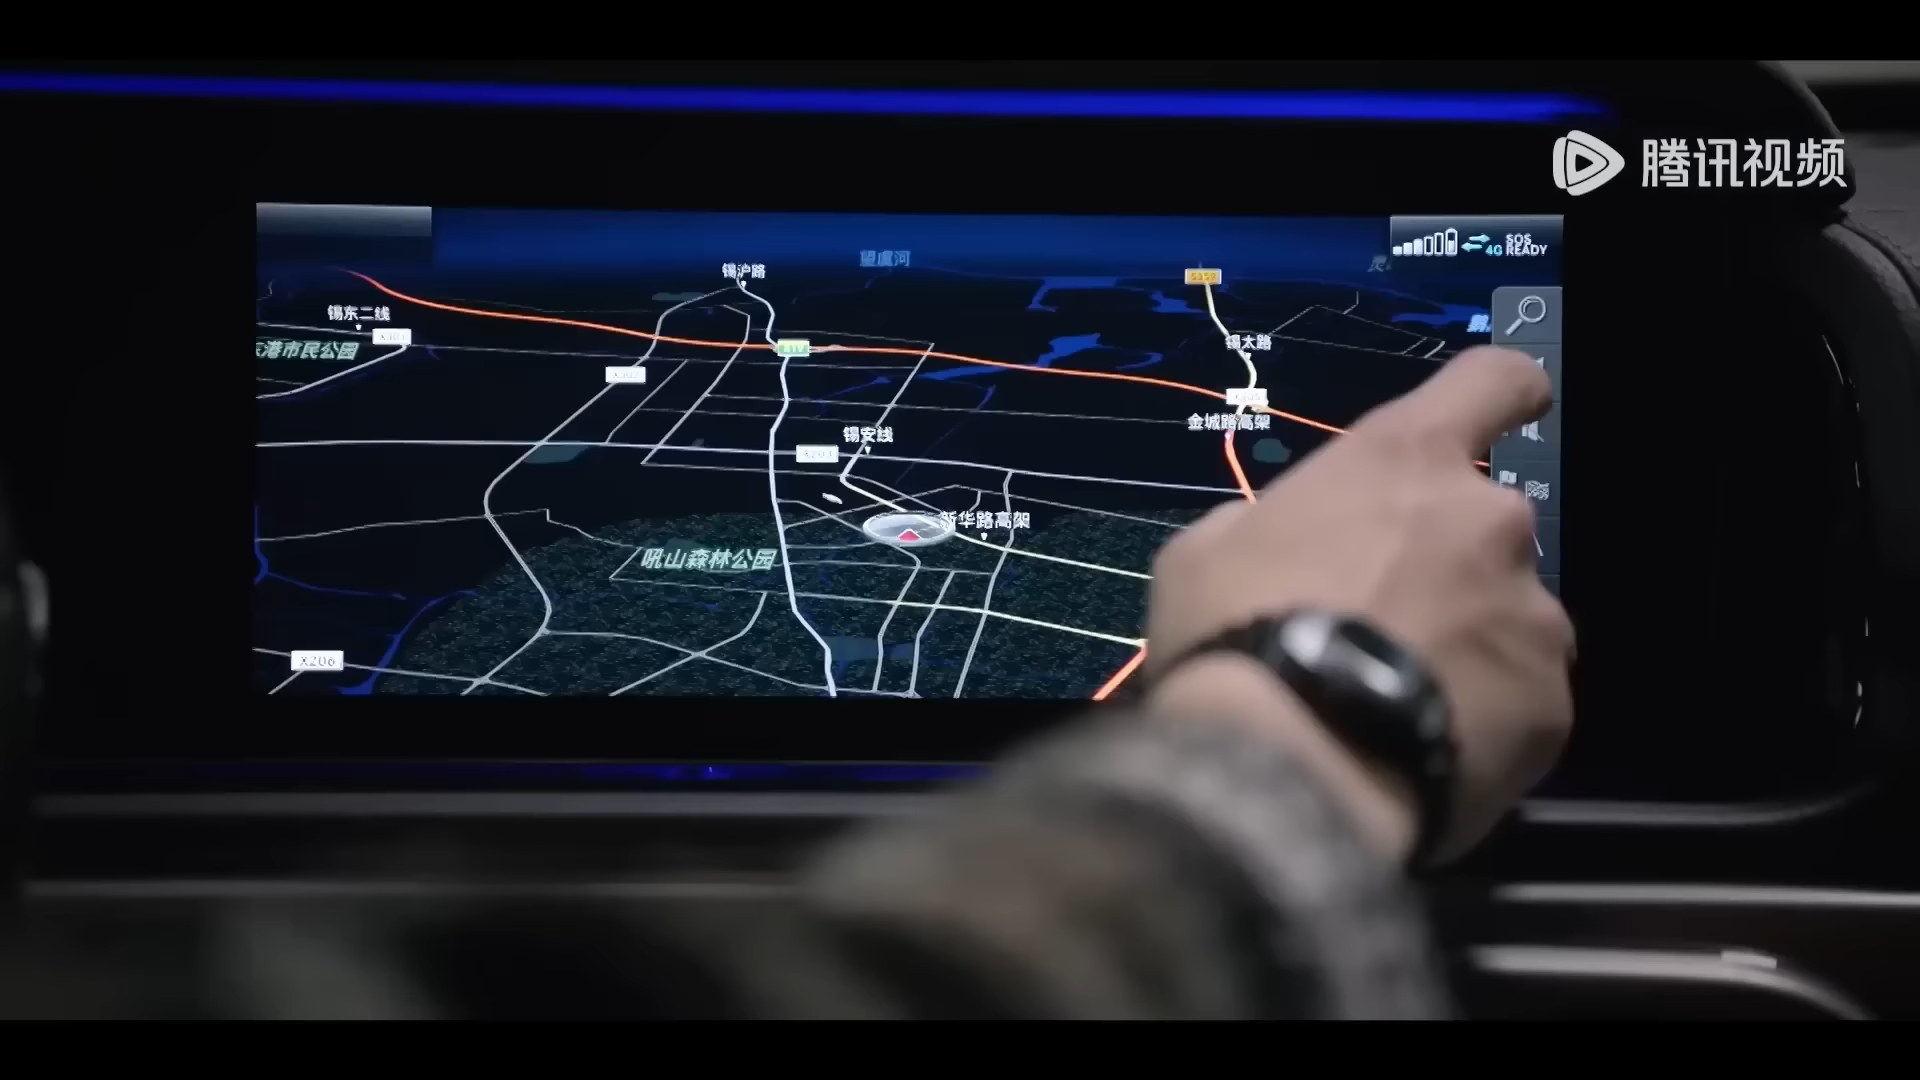 腾讯视频
SOS
4G READY
望虞河
锡沪路
S359
锡东二线
锡太路
港市民公园
金城路高架
锡安线
X203
新华路高架
吼山森林公园
X206